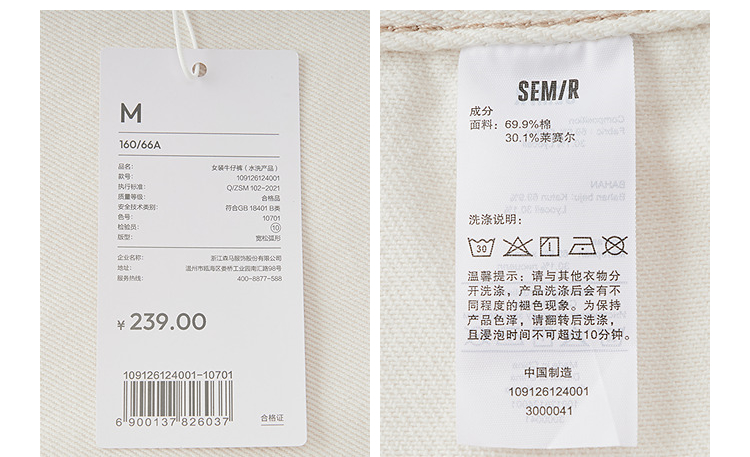 M
160/66A
品名: 女装牛仔裤（水洗产品）
款号: 109126124001
执行标准: Q/ZSM 102-2021
质量等级: 合格品
安全技术类别: 符合GB 18401 B类
色号: 10701
检验员: 10
版型: 宽松弧形
企业名称: 浙江森马服饰股份有限公司
地址: 温州市瓯海区娄桥工业园南汇路98号
服务热线: 400-8877-588
¥ 239.00
109126124001-10701
6 900137 826037
合格证
SEM/R
成分
面料: 69.9%棉
30.1%莱赛尔
洗涤说明:
30
温馨提示: 请与其他衣物分
开洗涤，产品洗涤后会有不
同程度的褪色现象。为保持
产品色泽，请翻转后洗涤，
且浸泡时间不可超过10分钟。
中国制造
109126124001
3000041